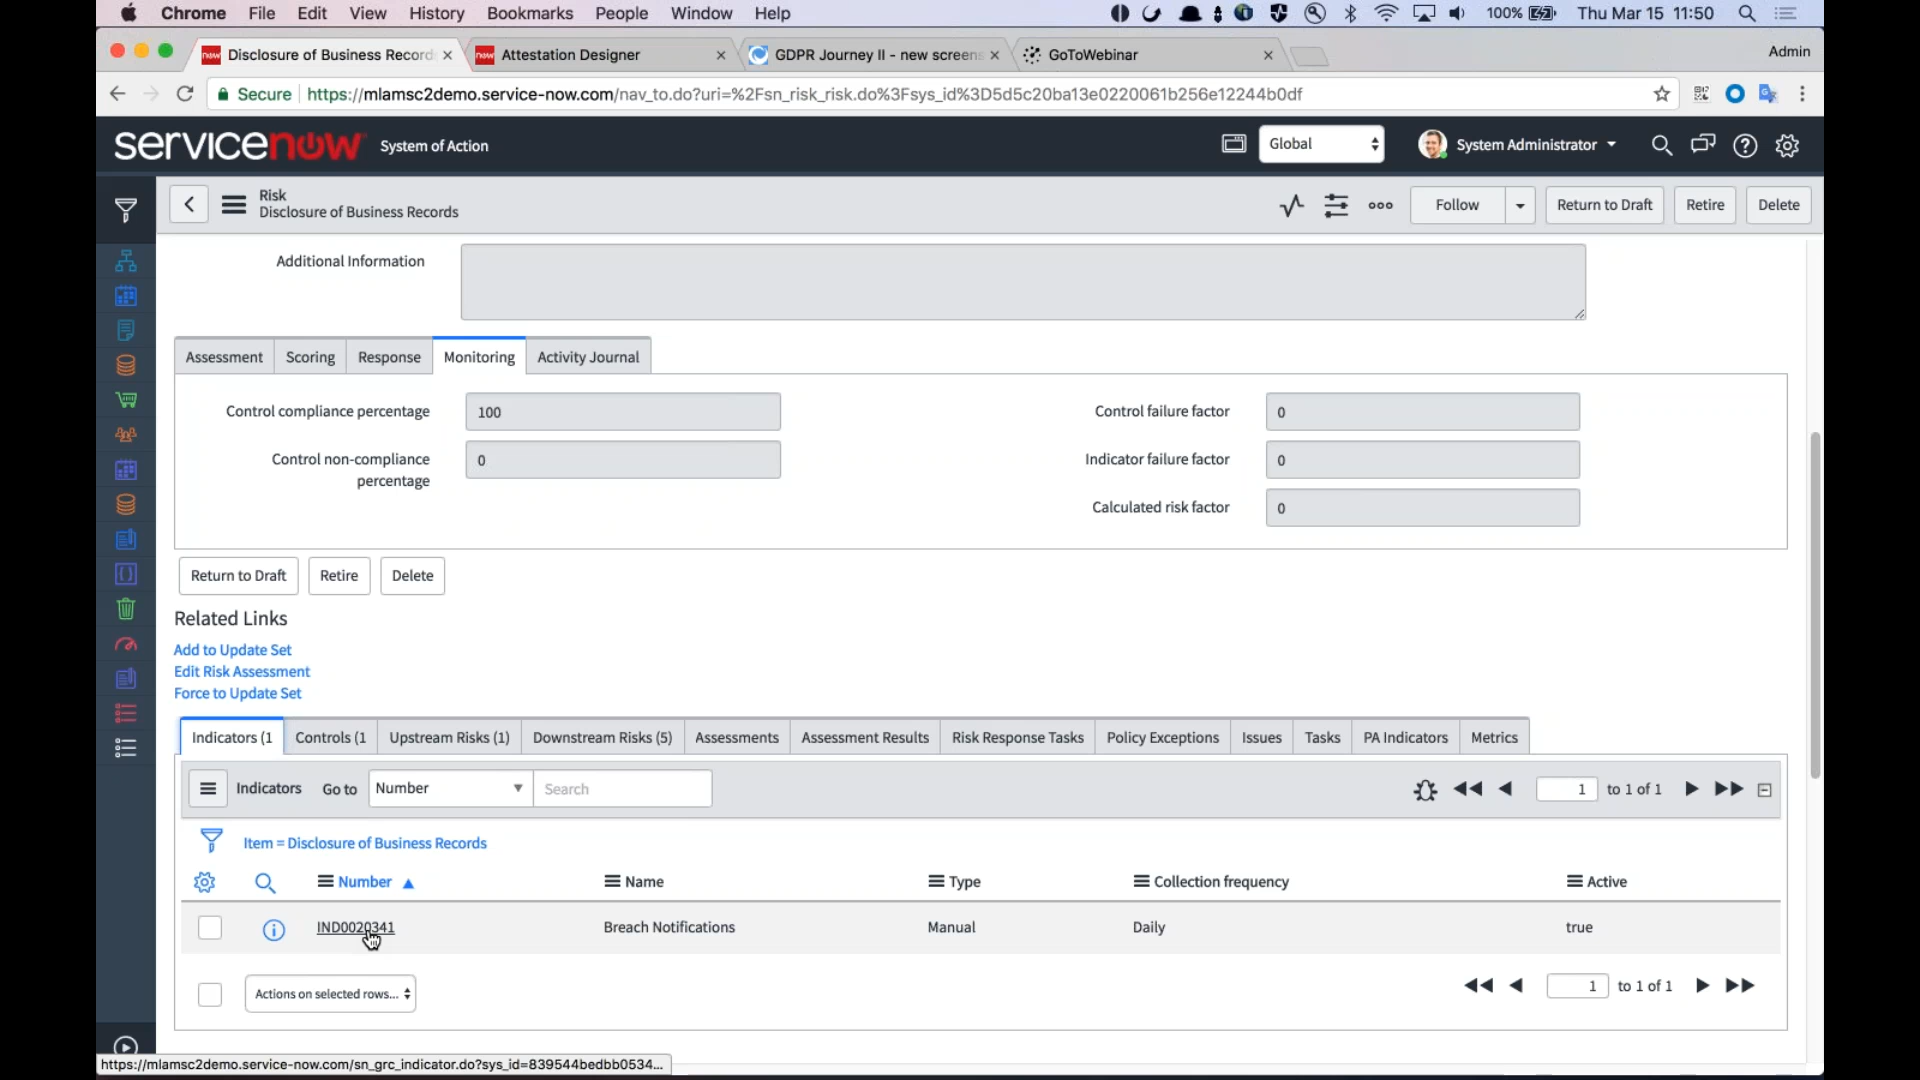 Chrome File Edit View History Bookmarks People Window Help 100% Thu Mar 15 11:50
now Disclosure of Business Record × now Attestation Designer × GDPR Journey II - new screens × GoToWebinar × Admin
Secure https://mlamsc2demo.service-now.com/nav_to.do?uri=%2Fsn_risk_risk.do%3Fsys_id%3D5d5c20ba13e0220061b256e12244b0df
servicenow System of Action Global System Administrator
Risk
Disclosure of Business Records
Follow Return to Draft Retire Delete
Additional Information
Assessment Scoring Response Monitoring Activity Journal
Control compliance percentage 100 Control failure factor 0
Control non-compliance percentage 0 Indicator failure factor 0
Calculated risk factor 0
Return to Draft Retire Delete
Related Links
Add to Update Set
Edit Risk Assessment
Force to Update Set
Indicators (1 Controls (1 Upstream Risks (1) Downstream Risks (5) Assessments Assessment Results Risk Response Tasks Policy Exceptions Issues Tasks PA Indicators Metrics
Indicators Go to Number Search 1 to 1 of 1
Item = Disclosure of Business Records
Number Name Type Collection frequency Active
IND0020341 Breach Notifications Manual Daily true
Actions on selected rows... 1 to 1 of 1
https://mlamsc2demo.service-now.com/sn_grc_indicator.do?sys_id=839544bedbb0534...